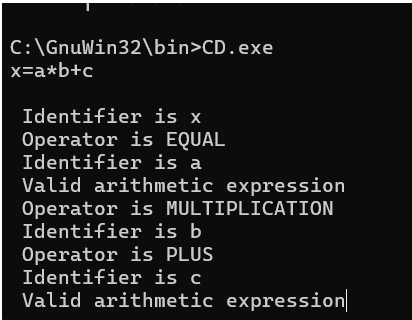 C:\GnuWin32\bin>CD.exe
x=a*b+c
Identifier is x
Operator is EQUAL
Identifier is a
Valid arithmetic expression
Operator is MULTIPLICATION
Identifier is b
Operator is PLUS
Identifier is c
Valid arithmetic expression